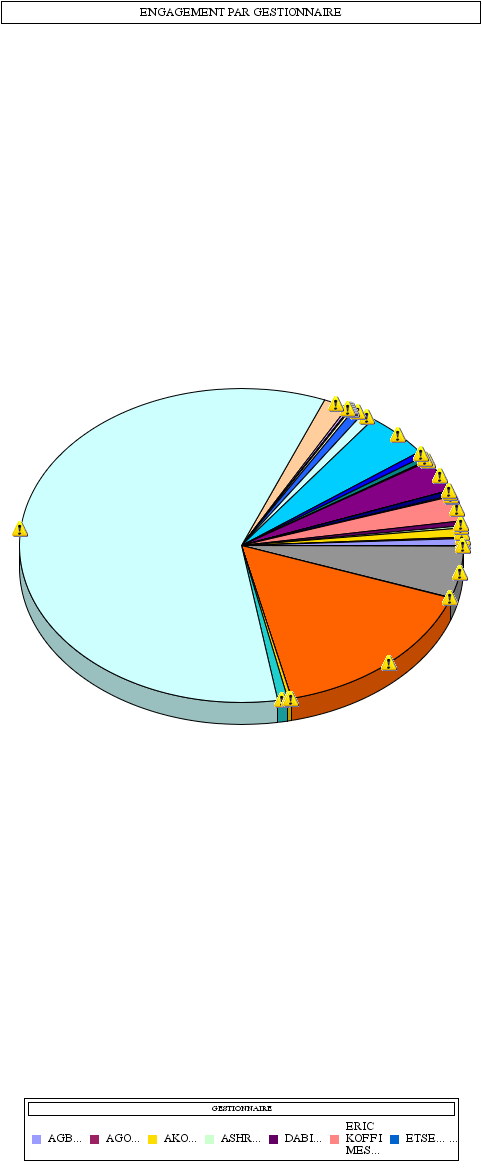 ENGAGEMENT PAR GESTIONNAIRE
GESTIONNAIRE
AGB... AGO... AKO... ASHR... DABI... ERIC KOFFI MES... ETSE... ...